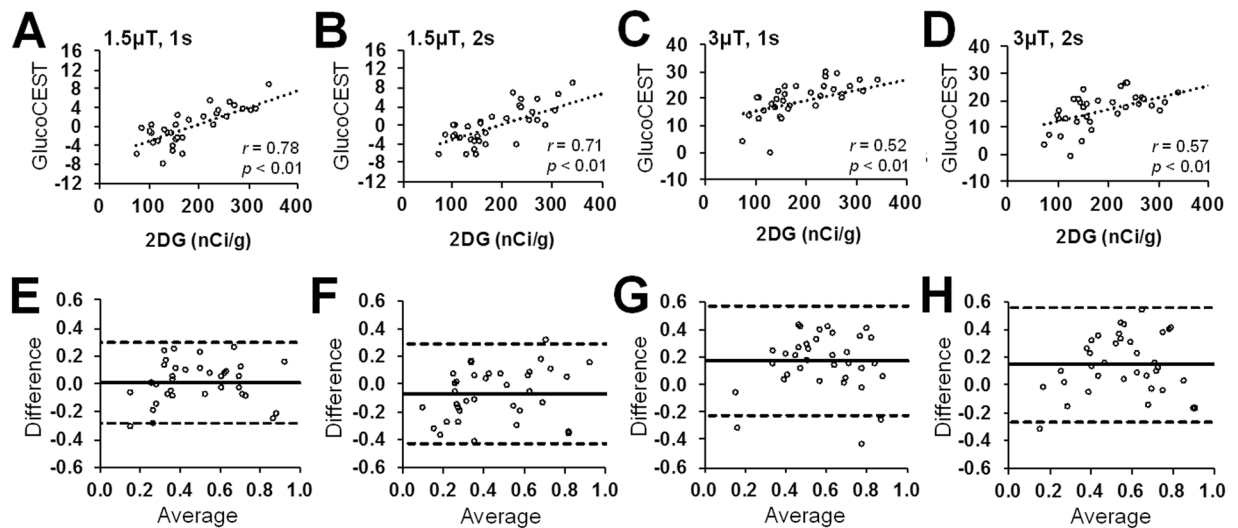 A
1.5µT, 1s
GlucoCEST
16
12
8
4
0
-4
-8
-12
r = 0.78
p < 0.01
0 100 200 300 400
2DG (nCi/g)
B
1.5µT, 2s
GlucoCEST
16
12
8
4
0
-4
-8
-12
r = 0.71
p < 0.01
0 100 200 300 400
2DG (nCi/g)
C
3µT, 1s
GlucoCEST
40
30
20
10
0
-10
r = 0.52
p < 0.01
0 100 200 300 400
2DG (nCi/g)
D
3µT, 2s
GlucoCEST
40
30
20
10
0
-10
r = 0.57
p < 0.01
0 100 200 300 400
2DG (nCi/g)
E
Difference
0.6
0.4
0.2
0.0
-0.2
-0.4
-0.6
0.0 0.2 0.4 0.6 0.8 1.0
Average
F
Difference
0.6
0.4
0.2
0.0
-0.2
-0.4
-0.6
0.0 0.2 0.4 0.6 0.8 1.0
Average
G
Difference
0.6
0.4
0.2
0.0
-0.2
-0.4
-0.6
0.0 0.2 0.4 0.6 0.8 1.0
Average
H
Difference
0.6
0.4
0.2
0.0
-0.2
-0.4
-0.6
0.0 0.2 0.4 0.6 0.8 1.0
Average